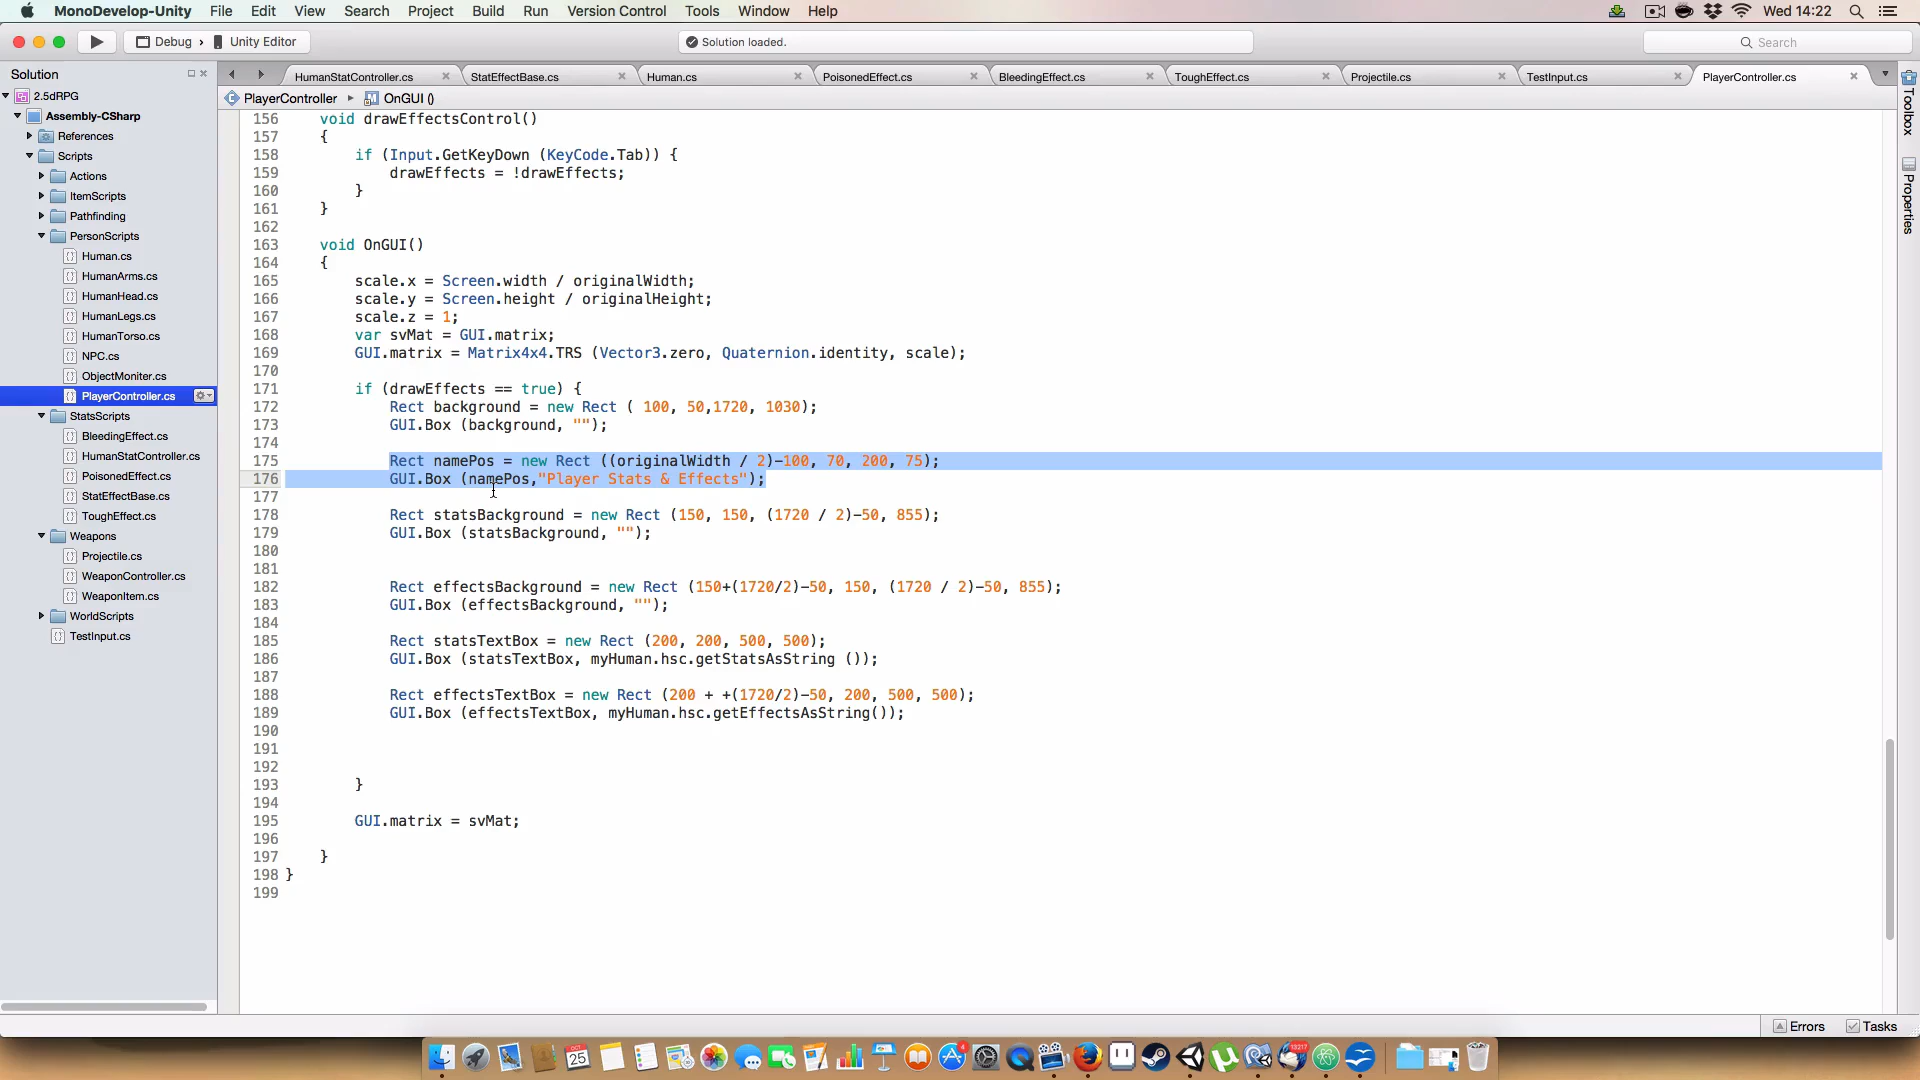 MonoDevelop-Unity File Edit View Search Project Build Run Version Control Tools Window Help Wed 14:22
Debug › Unity Editor
Solution loaded.
Search
Solution
2.5dRPG
Assembly-CSharp
References
Scripts
Actions
ItemScripts
Pathfinding
PersonScripts
Human.cs
HumanArms.cs
HumanHead.cs
HumanLegs.cs
HumanTorso.cs
NPC.cs
ObjectMoniter.cs
PlayerController.cs
StatsScripts
BleedingEffect.cs
HumanStatController.cs
PoisonedEffect.cs
StatEffectBase.cs
ToughEffect.cs
Weapons
Projectile.cs
WeaponController.cs
WeaponItem.cs
WorldScripts
TestInput.cs
HumanStatController.cs StatEffectBase.cs Human.cs PoisonedEffect.cs BleedingEffect.cs ToughEffect.cs Projectile.cs TestInput.cs PlayerController.cs
PlayerController OnGUI ()
156 void drawEffectsControl()
157 {
158 if (Input.GetKeyDown (KeyCode.Tab)) {
159 drawEffects = !drawEffects;
160 }
161 }
162
163 void OnGUI()
164 {
165 scale.x = Screen.width / originalWidth;
166 scale.y = Screen.height / originalHeight;
167 scale.z = 1;
168 var svMat = GUI.matrix;
169 GUI.matrix = Matrix4x4.TRS (Vector3.zero, Quaternion.identity, scale);
170
171 if (drawEffects == true) {
172 Rect background = new Rect ( 100, 50,1720, 1030);
173 GUI.Box (background, "");
174
175 Rect namePos = new Rect ((originalWidth / 2)-100, 70, 200, 75);
176 GUI.Box (namePos,"Player Stats & Effects");
177
178 Rect statsBackground = new Rect (150, 150, (1720 / 2)-50, 855);
179 GUI.Box (statsBackground, "");
180
181
182 Rect effectsBackground = new Rect (150+(1720/2)-50, 150, (1720 / 2)-50, 855);
183 GUI.Box (effectsBackground, "");
184
185 Rect statsTextBox = new Rect (200, 200, 500, 500);
186 GUI.Box (statsTextBox, myHuman.hsc.getStatsAsString ());
187
188 Rect effectsTextBox = new Rect (200 + +(1720/2)-50, 200, 500, 500);
189 GUI.Box (effectsTextBox, myHuman.hsc.getEffectsAsString());
190
191
192
193 }
194
195 GUI.matrix = svMat;
196
197 }
198 }
199
Toolbox
Properties
Errors Tasks